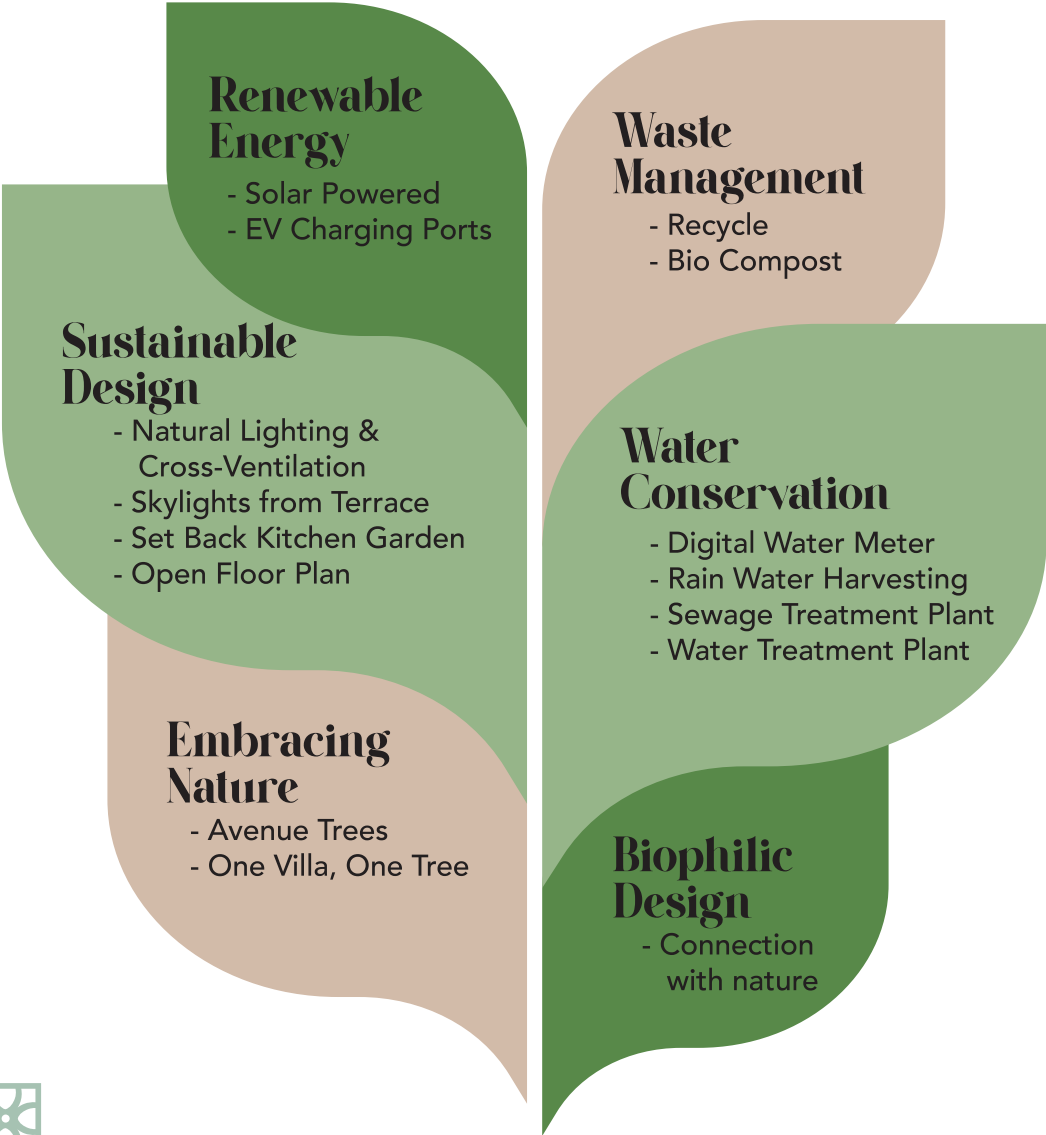 Renewable
Energy
- Solar Powered
- EV Charging Ports
Sustainable
Design
- Natural Lighting &
Cross-Ventilation
- Skylights from Terrace
- Set Back Kitchen Garden
- Open Floor Plan
Embracing
Nature
- Avenue Trees
- One Villa, One Tree
Waste
Management
- Recycle
- Bio Compost
Water
Conservation
- Digital Water Meter
- Rain Water Harvesting
- Sewage Treatment Plant
- Water Treatment Plant
Biophilic
Design
- Connection
with nature